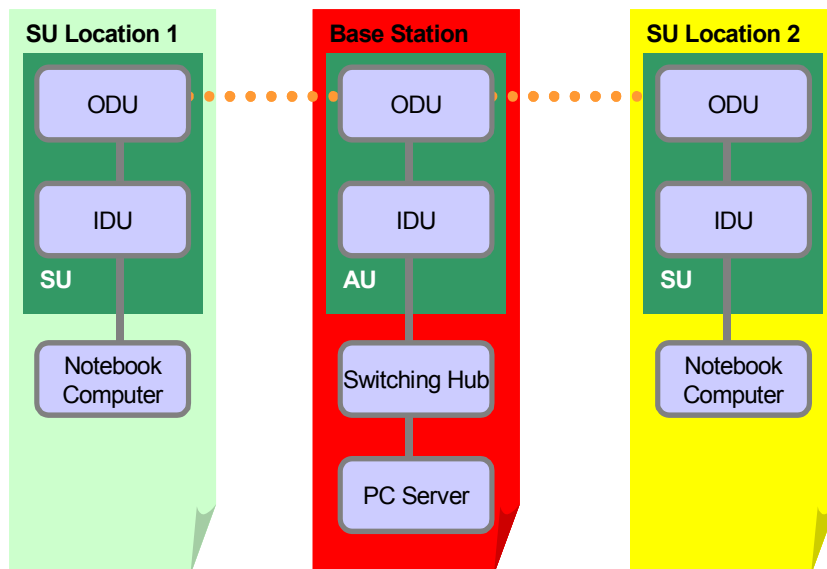 SU Location 1
ODU
IDU
SU
Notebook
Computer
Base Station
ODU
IDU
AU
Switching Hub
PC Server
SU Location 2
ODU
IDU
SU
Notebook
Computer